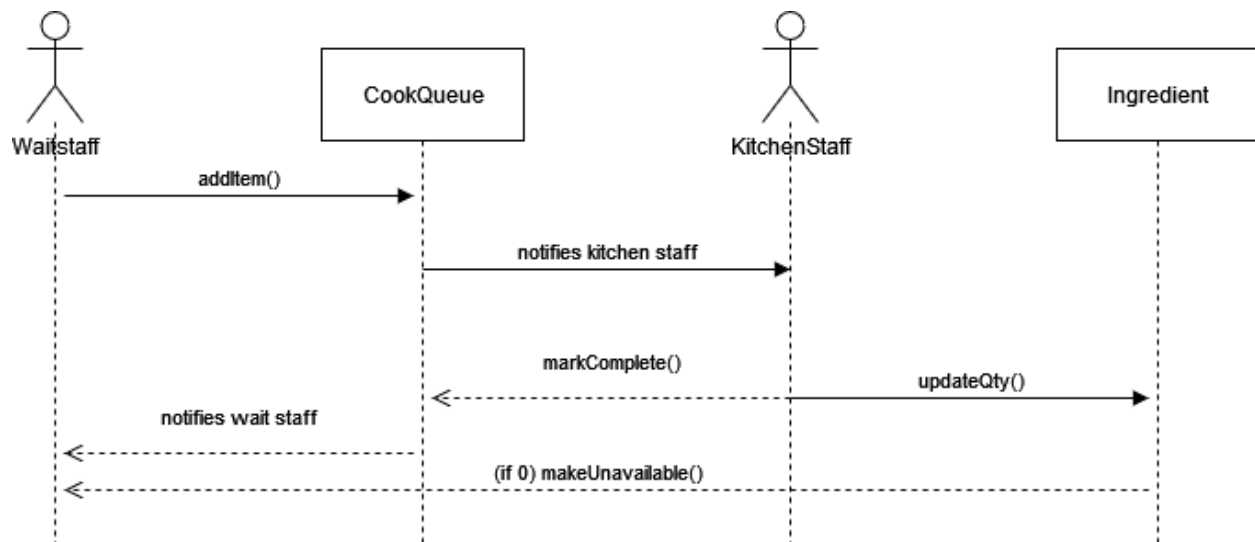 CookQueue
Ingredient
Waitstaff
KitchenStaff
addItem()
notifies kitchen staff
markComplete()
updateQty()
notifies wait staff
(if 0) makeUnavailable()